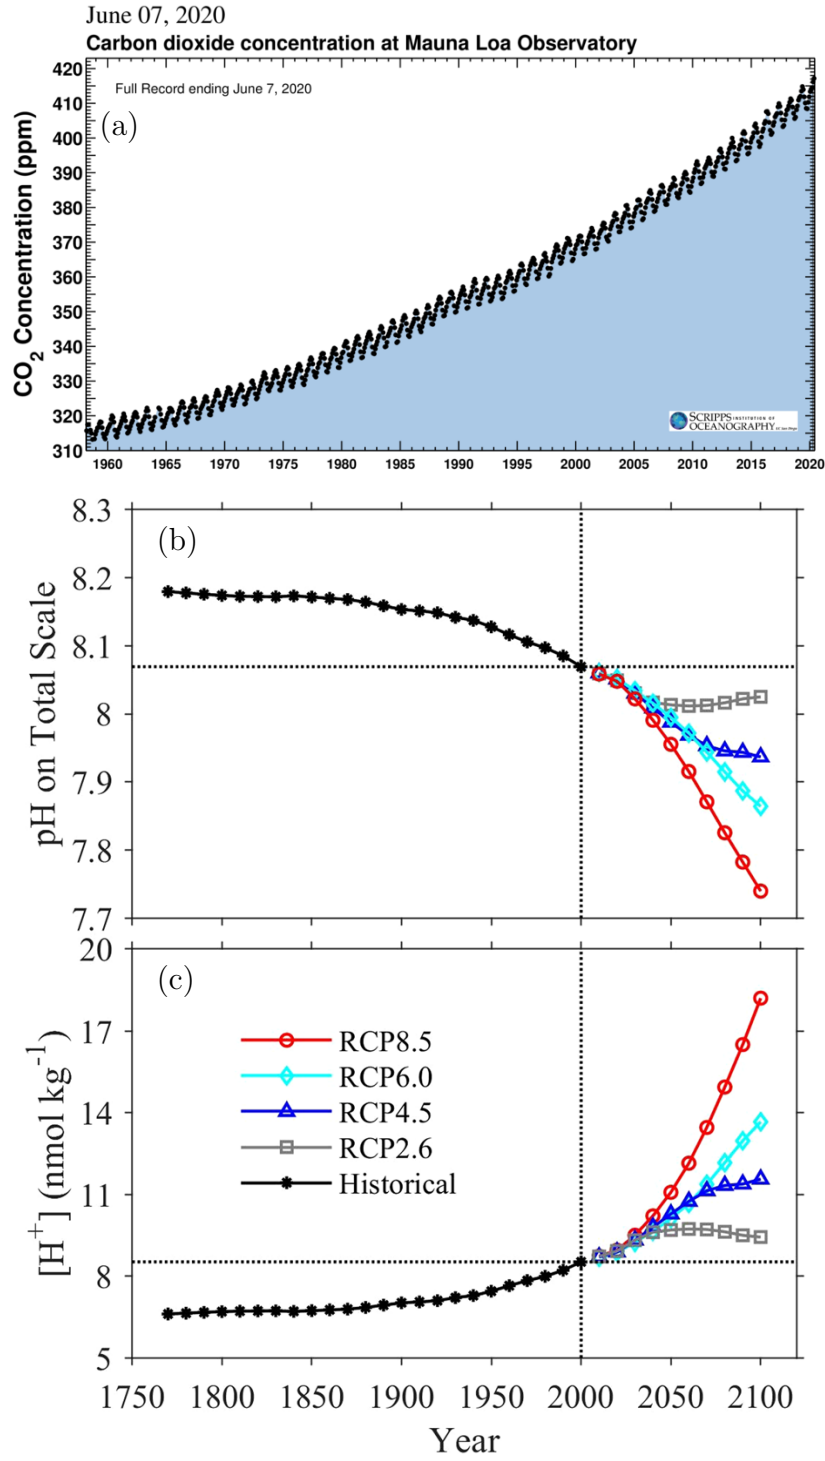 June 07, 2020
Carbon dioxide concentration at Mauna Loa Observatory
Full Record ending June 7, 2020
(a)
CO2 Concentration (ppm)
420
410
400
390
380
370
360
350
340
330
320
310
SCRIPPS INSTITUTION OF
OCEANOGRAPHY
1960 1965 1970 1975 1980 1985 1990 1995 2000 2005 2010 2015 2020
(b)
pH on Total Scale
8.3
8.2
8.1
8
7.9
7.8
7.7
(c)
[H+] (nmol kg-1)
20
17
14
11
8
5
RCP8.5
RCP6.0
RCP4.5
RCP2.6
Historical
1750 1800 1850 1900 1950 2000 2050 2100
Year